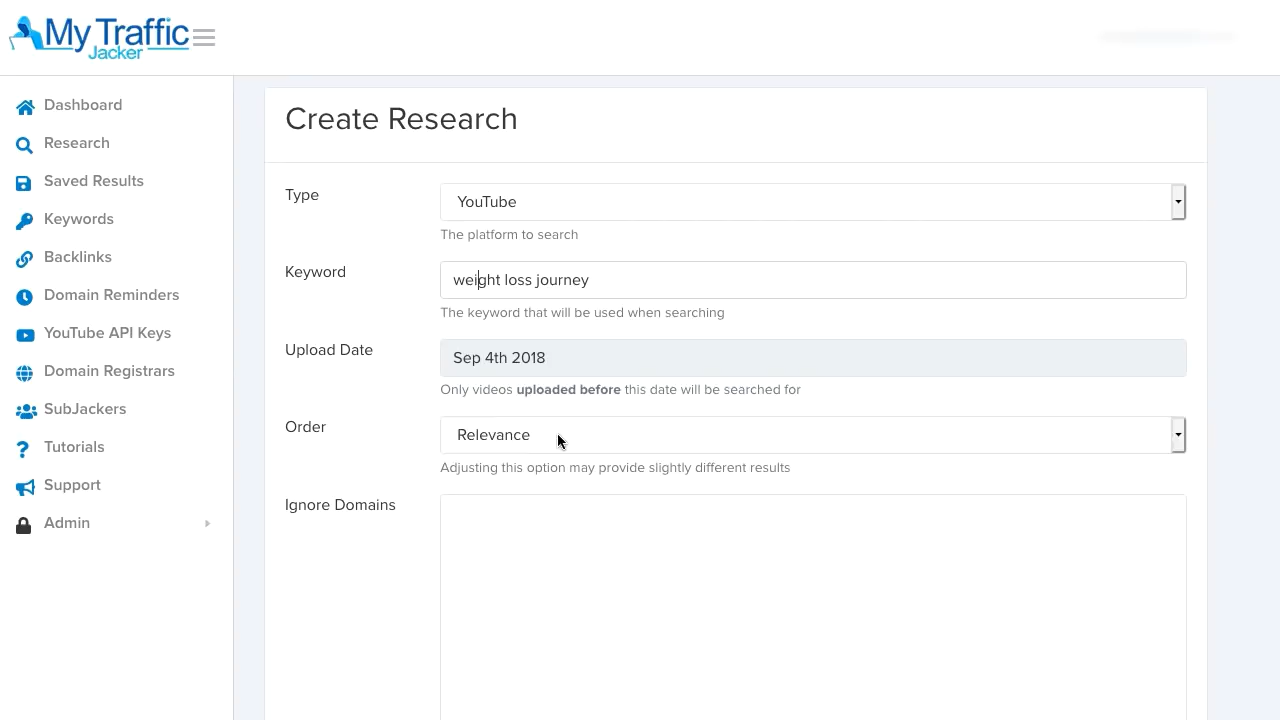 My Traffic
Jacker
Dashboard
Research
Saved Results
Keywords
Backlinks
Domain Reminders
YouTube API Keys
Domain Registrars
SubJackers
Tutorials
Support
Admin
Create Research
Type
YouTube
The platform to search
Keyword
weight loss journey
The keyword that will be used when searching
Upload Date
Sep 4th 2018
Only videos uploaded before this date will be searched for
Order
Relevance
Adjusting this option may provide slightly different results
Ignore Domains